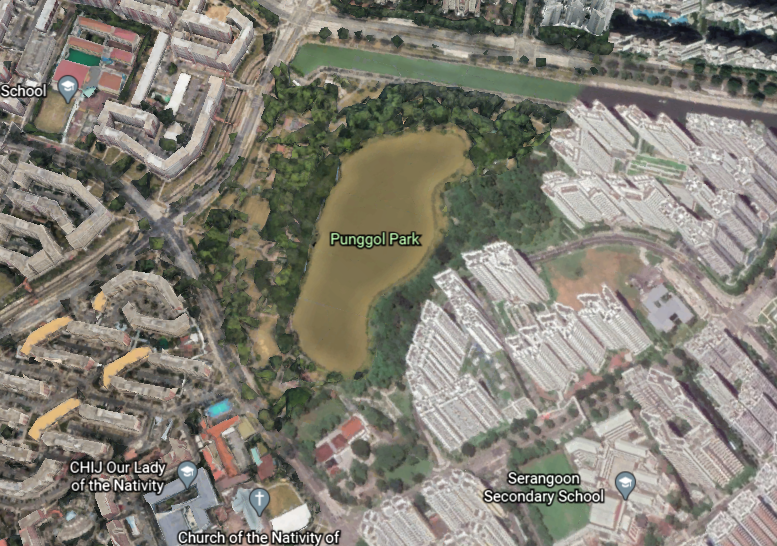 School
Punggol Park
CHIJ Our Lady
of the Nativity
Serangoon
Secondary School
Church of the Nativity of